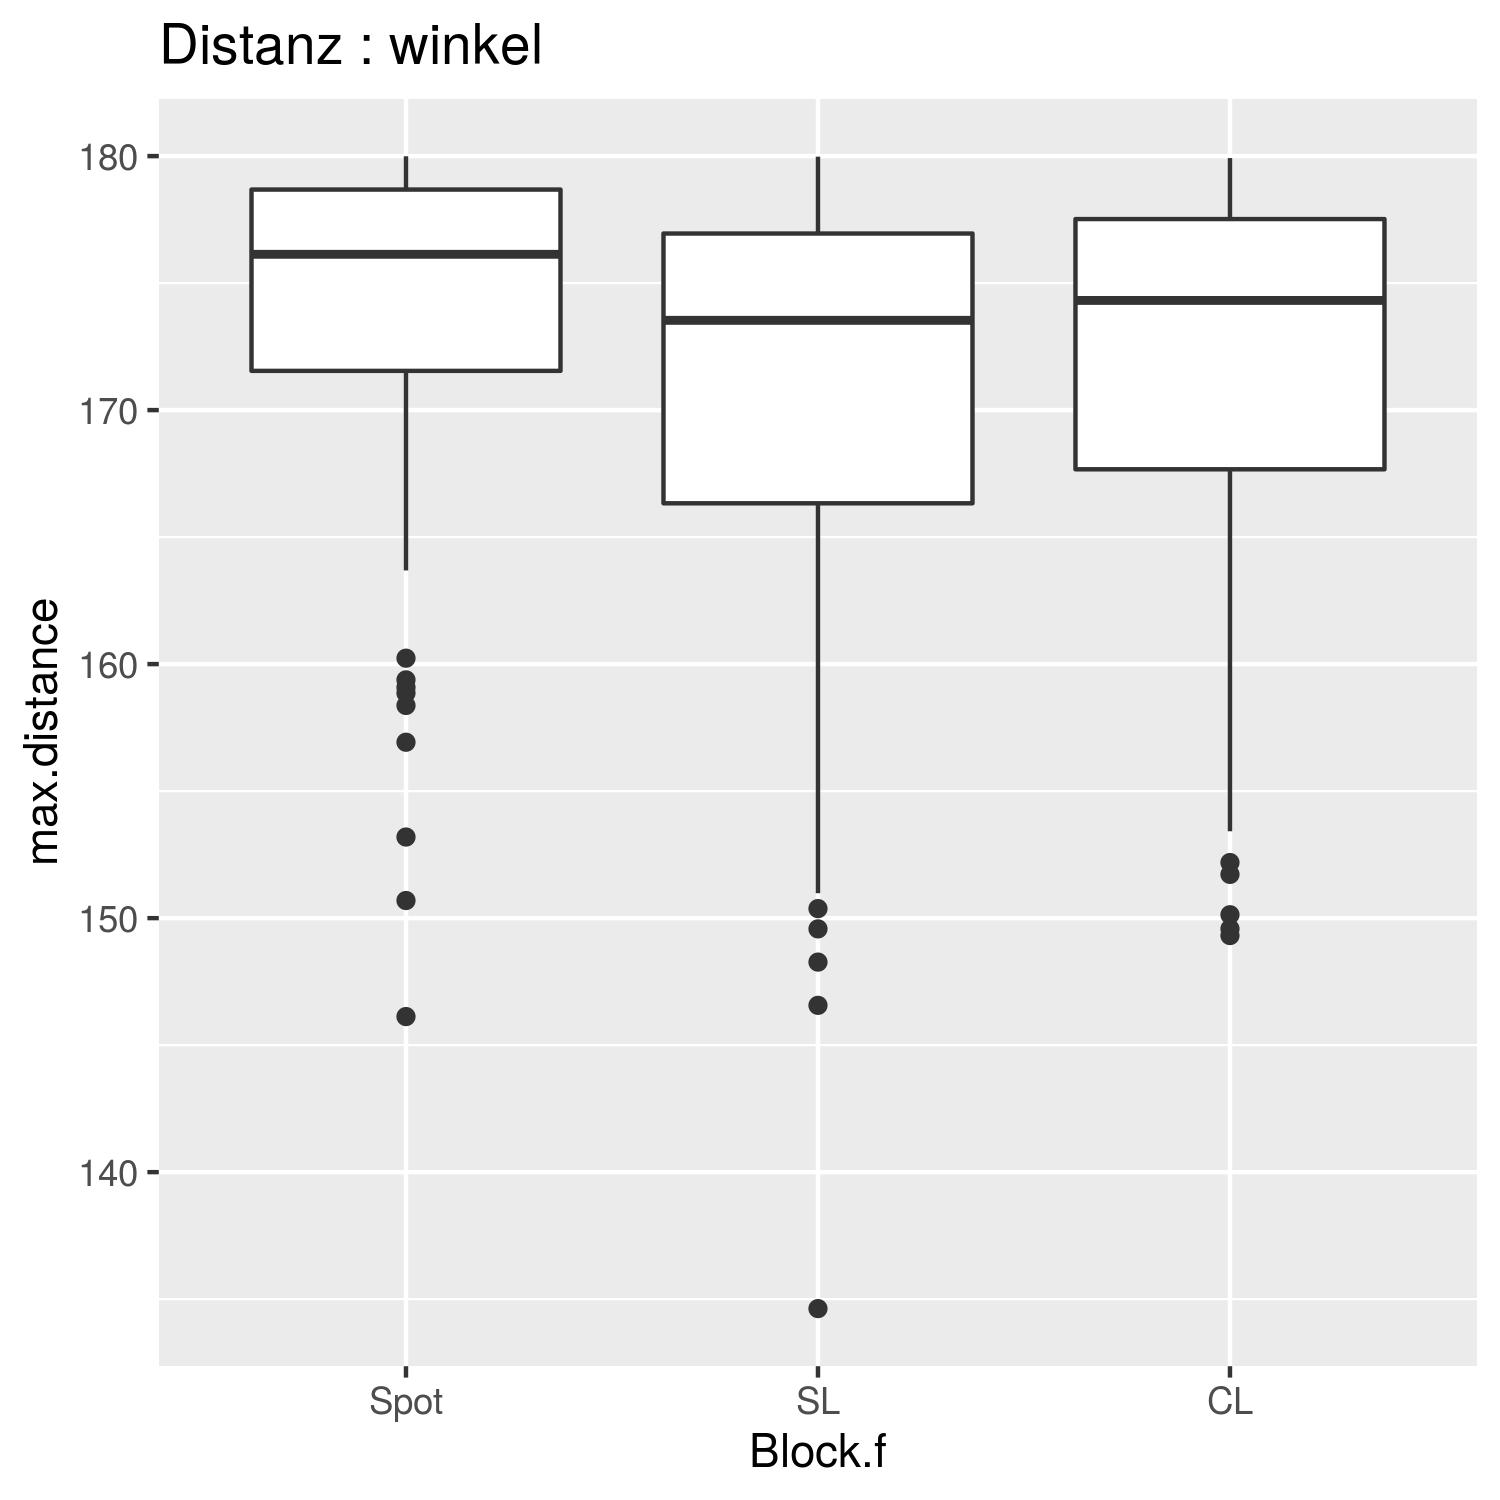 Distanz : winkel
180
170
160
150
140
max.distance
Spot SL CL
Block.f